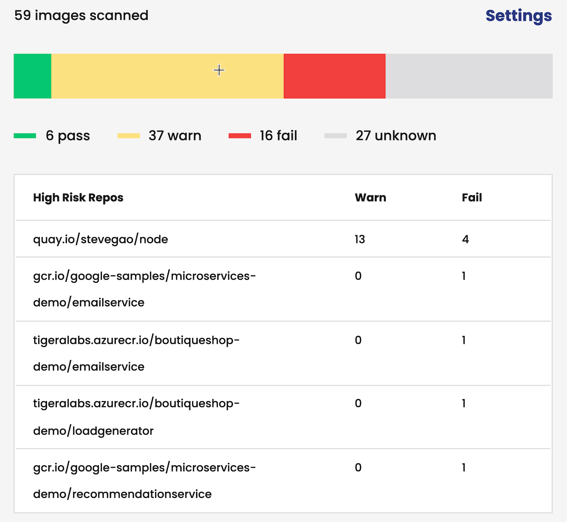 59 images scanned
Settings
6 pass
37 warn
16 fail
27 unknown
High Risk Repos
Warn
Fail
quay.io/stevegao/node
13
4
gcr.io/google-samples/microservices-
demo/emailservice
0
1
tigeralabs.azurecr.io/boutiqueshop-
demo/emailservice
0
1
tigeralabs.azurecr.io/boutiqueshop-
demo/loadgenerator
0
1
gcr.io/google-samples/microservices-
demo/recommendationservice
0
1